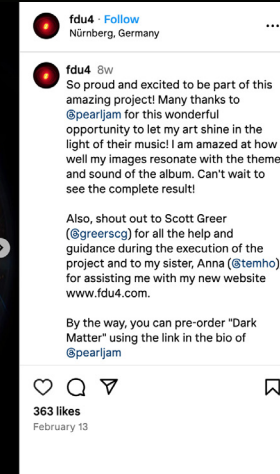 fdu4 · Follow
Nürnberg, Germany
fdu4 8w
So proud and excited to be part of this
amazing project! Many thanks to
@pearljam for this wonderful
opportunity to let my art shine in the
light of their music! I am amazed at how
well my images resonate with the theme
and sound of the album. Can't wait to
see the complete result!
Also, shout out to Scott Greer
(@greerscg) for all the help and
guidance during the execution of the
project and to my sister, Anna (@temho)
for assisting me with my new website
www.fdu4.com.
By the way, you can pre-order "Dark
Matter" using the link in the bio of
@pearljam
363 likes
February 13